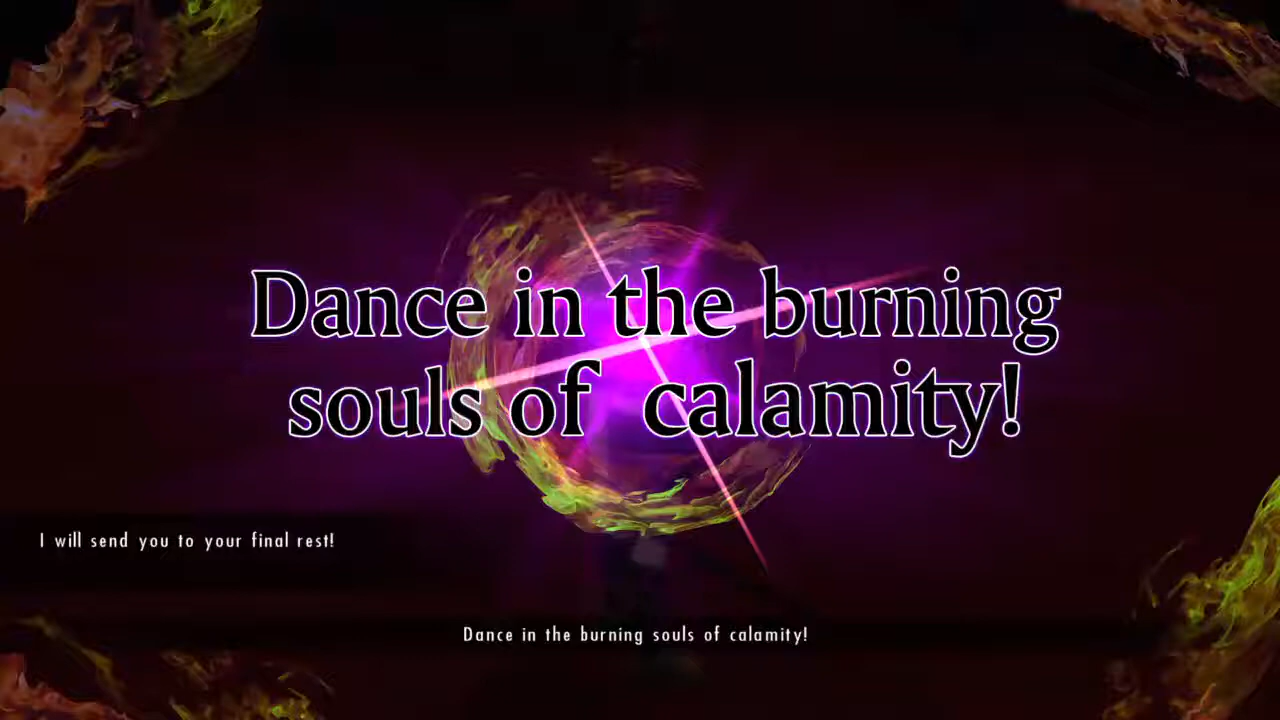 Dance in the burning
souls of calamity!
I will send you to your final rest!
Dance in the burning souls of calamity!